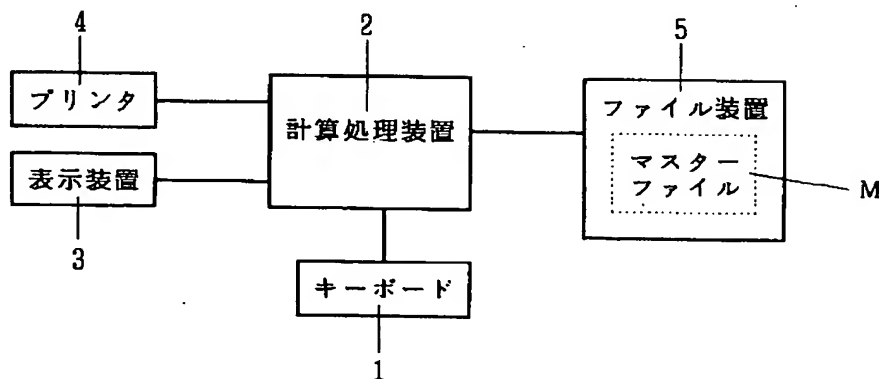 4
プリンタ
表示装置
3
2
計算処理装置
キーボード
1
5
ファイル装置
マスター
ファイル
M